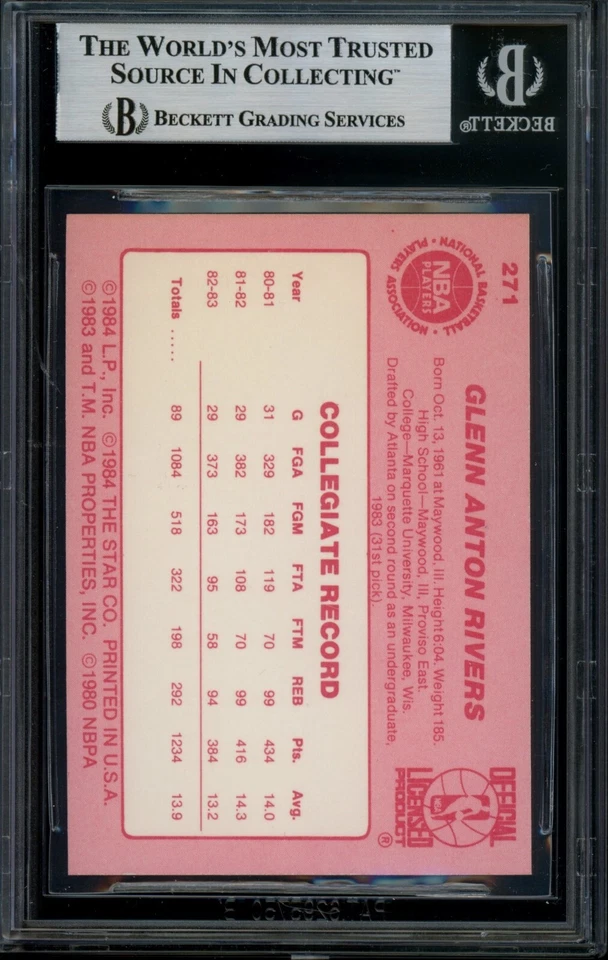 THE WORLD'S MOST TRUSTED
SOURCE IN COLLECTING™
B BECKETT GRADING SERVICES
B
BECKETT®
271
NATIONAL BASKETBALL
NBA
PLAYERS
PLAYERS ASSOCIATION
GLENN ANTON RIVERS
Born Oct. 13, 1961 at Maywood, Ill. Height 6:04. Weight 185.
High School—Maywood, Ill, Proviso East.
College—Marquette University, Milwaukee, Wis.
Drafted by Atlanta on second round as an undergraduate,
1983 (31st pick).
OFFICIAL
NBA
LICENSED
PRODUCT
®
COLLEGIATE RECORD
Year G FGA FGM FTA FTM REB Pts. Avg.
80-81 31 329 182 119 70 99 434 14.0
81-82 29 382 173 108 70 99 416 14.3
82-83 29 373 163 95 58 94 384 13.2
Totals ..... 89 1084 518 322 198 292 1234 13.9
©1984 L.P., Inc. ©1984 THE STAR CO. PRINTED IN U.S.A.
©1983 and T.M. NBA PROPERTIES, INC. ©1980 NBPA